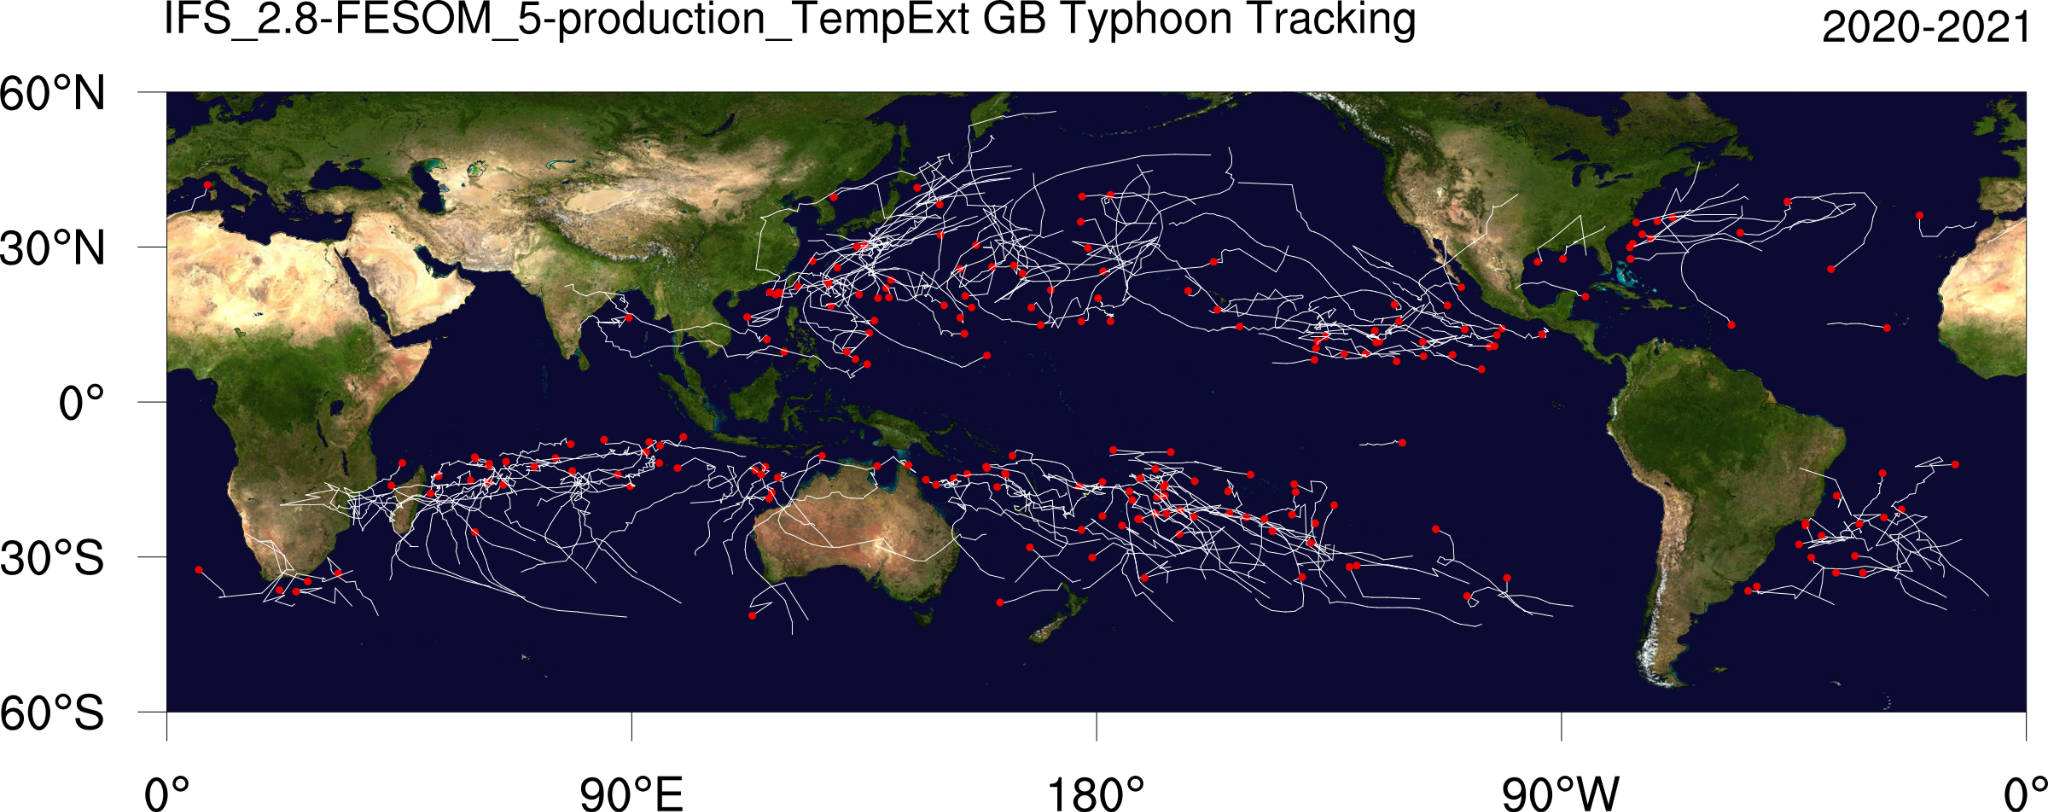 IFS_2.8-FESOM_5-production_TempExt GB Typhoon Tracking
2020-2021
60°N
30°N
0°
30°S
60°S
0° 90°E 180° 90°W 0°